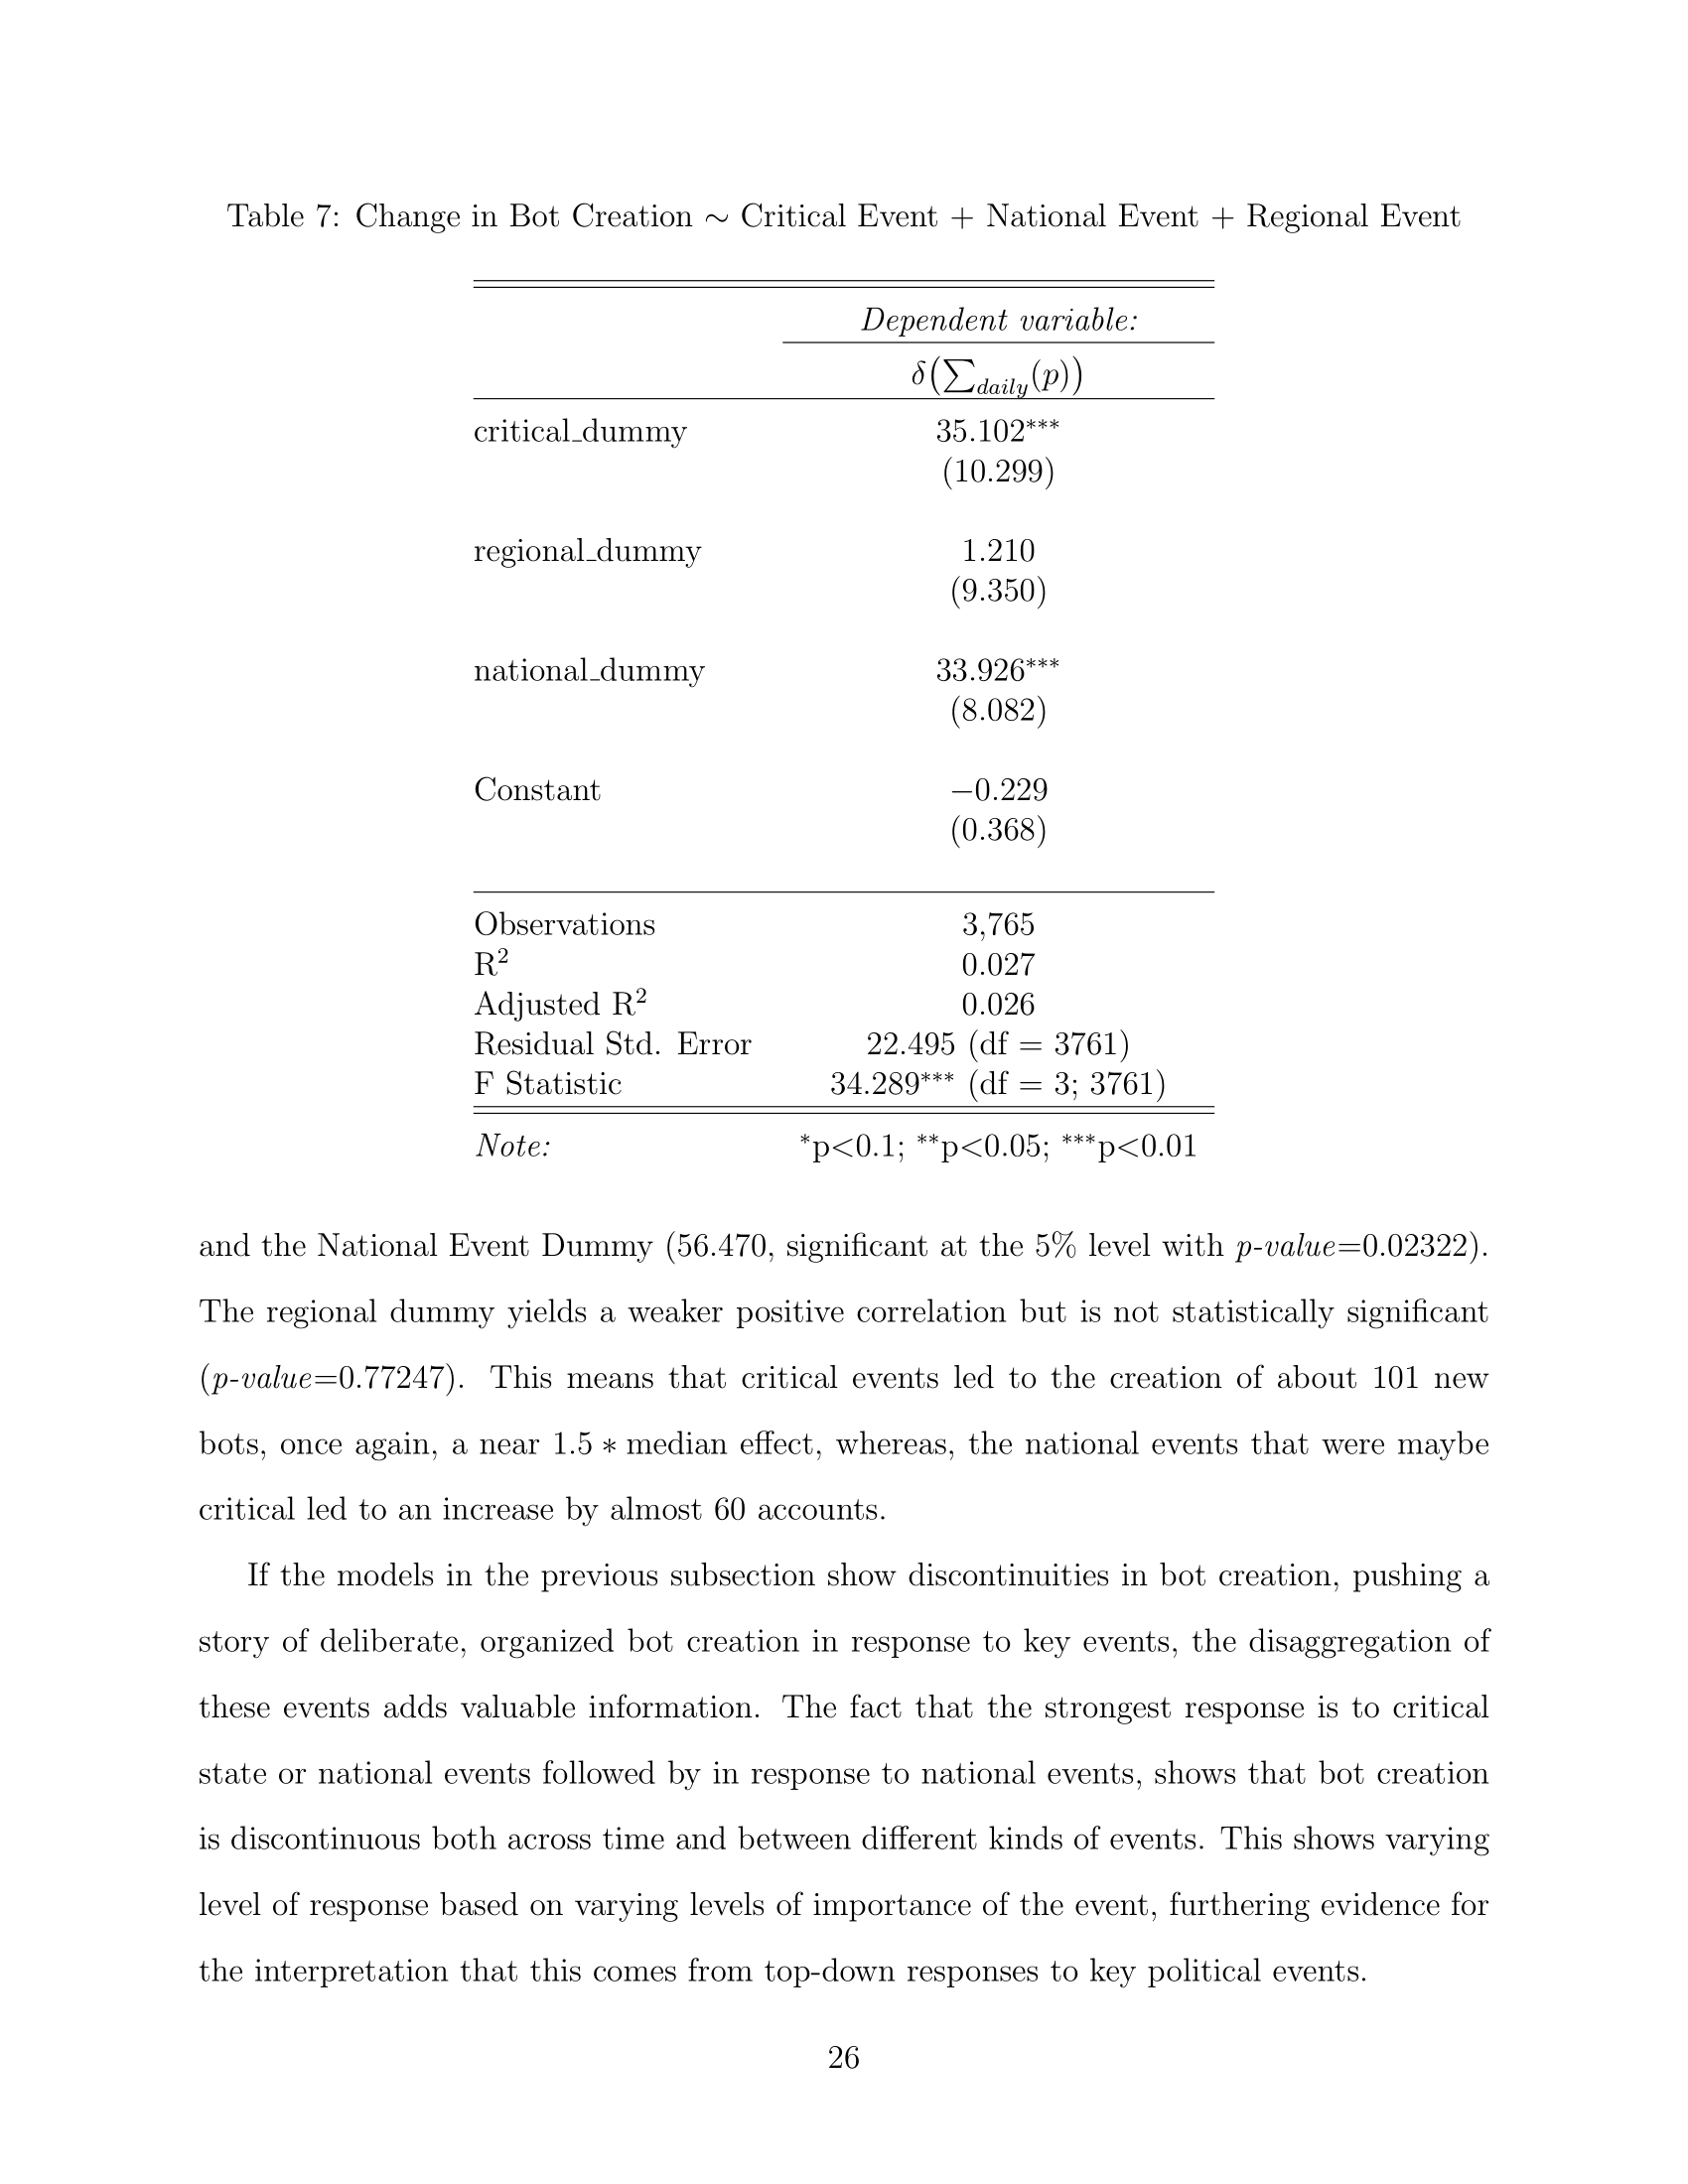 Table 7: Change in Bot Creation ∼ Critical Event + National Event + Regional Event
Dependent variable:
δ(∑daily(p))
critical_dummy 35.102***
(10.299)
regional_dummy 1.210
(9.350)
national_dummy 33.926***
(8.082)
Constant −0.229
(0.368)
Observations 3,765
R² 0.027
Adjusted R² 0.026
Residual Std. Error 22.495 (df = 3761)
F Statistic 34.289*** (df = 3; 3761)
Note: *p<0.1; **p<0.05; ***p<0.01
and the National Event Dummy (56.470, significant at the 5% level with p-value=0.02322).
The regional dummy yields a weaker positive correlation but is not statistically significant
(p-value=0.77247). This means that critical events led to the creation of about 101 new
bots, once again, a near 1.5 ∗ median effect, whereas, the national events that were maybe
critical led to an increase by almost 60 accounts.
If the models in the previous subsection show discontinuities in bot creation, pushing a
story of deliberate, organized bot creation in response to key events, the disaggregation of
these events adds valuable information. The fact that the strongest response is to critical
state or national events followed by in response to national events, shows that bot creation
is discontinuous both across time and between different kinds of events. This shows varying
level of response based on varying levels of importance of the event, furthering evidence for
the interpretation that this comes from top-down responses to key political events.
26